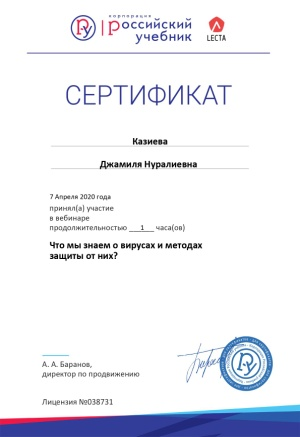 корпорация
российский
учебник
LECTA
СЕРТИФИКАТ
Казиева
Джамиля Нуралиевна
7 Апреля 2020 года
принял(а) участие
в вебинаре
продолжительностью 1 часа(ов)
Что мы знаем о вирусах и методах
защиты от них?
А. А. Баранов,
директор по продвижению
Лицензия №038731